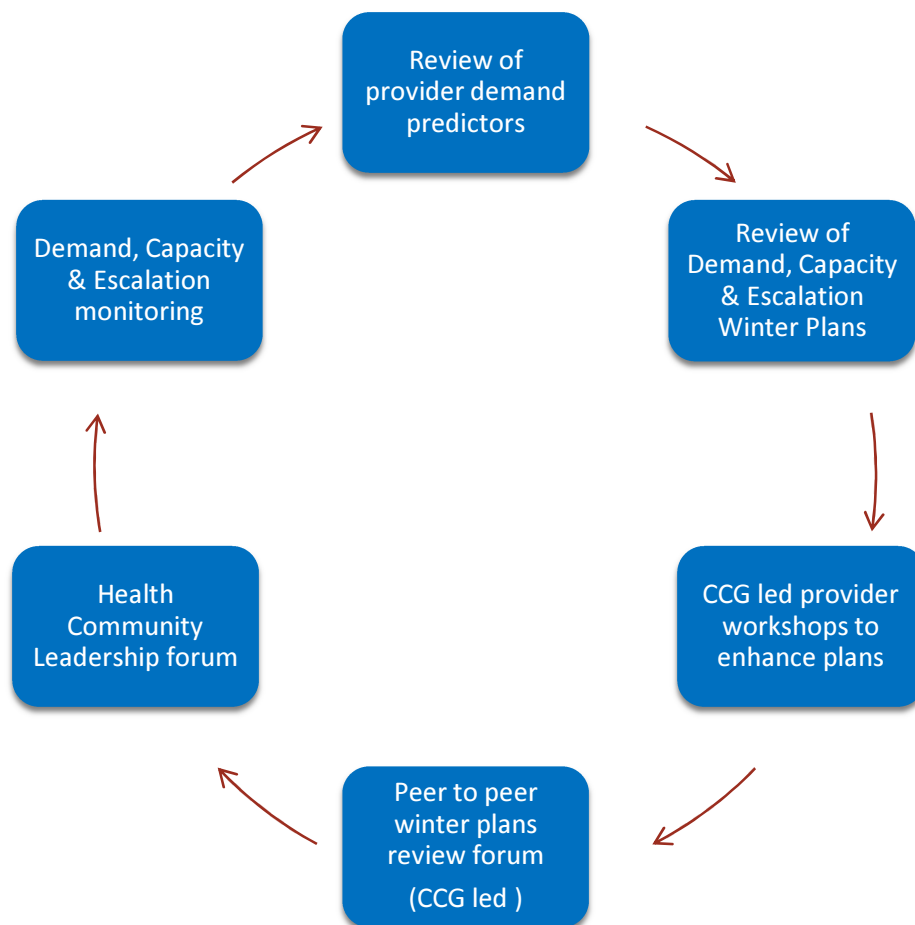 Review of
provider demand
predictors
Review of
Demand, Capacity
& Escalation
Winter Plans
CCG led provider
workshops to
enhance plans
Peer to peer
winter plans
review forum
(CCG led )
Health
Community
Leadership forum
Demand, Capacity
& Escalation
monitoring